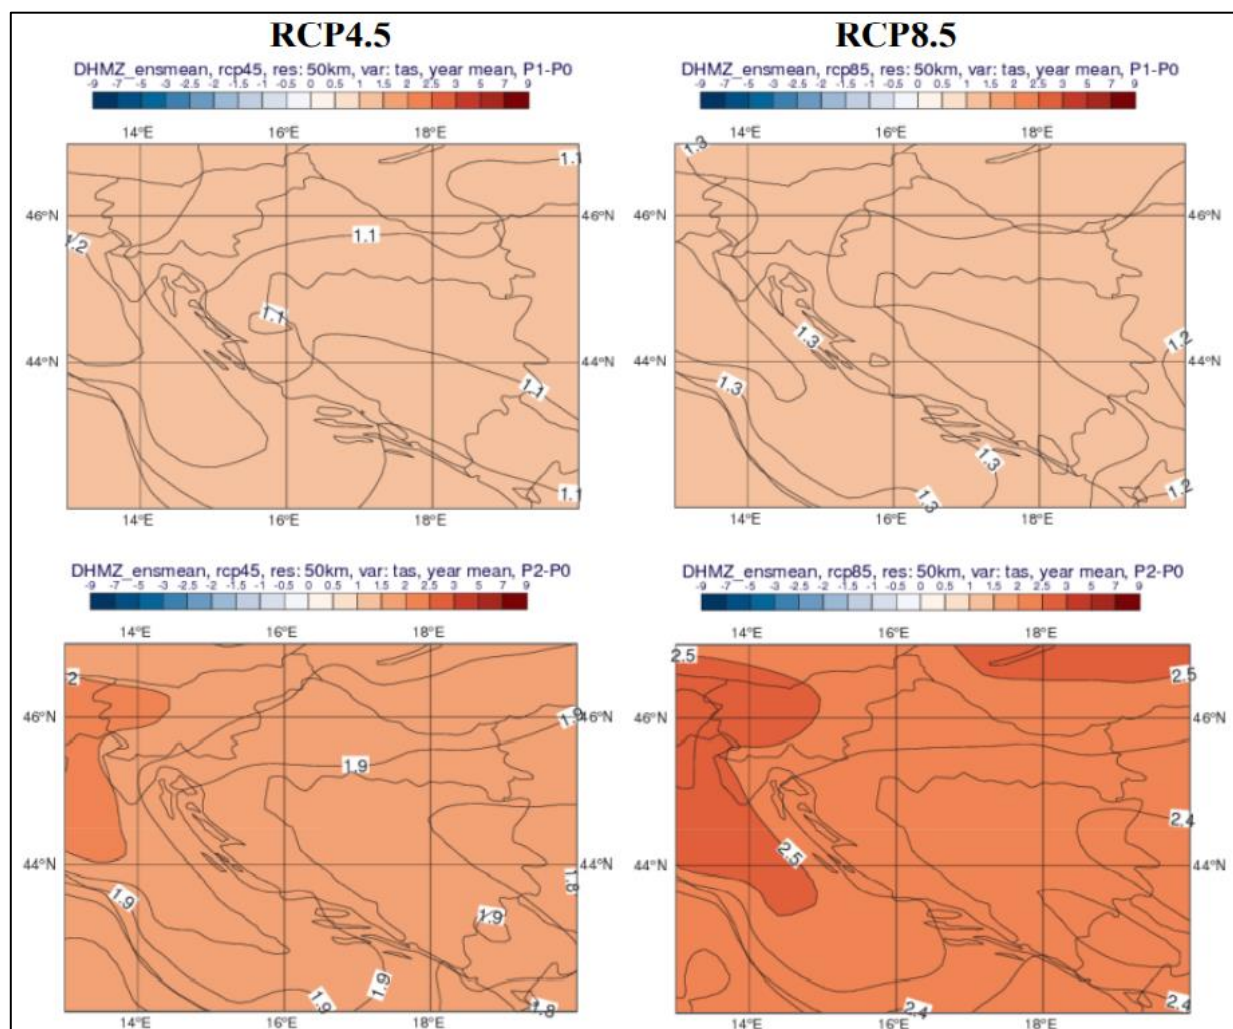 RCP4.5
RCP8.5
DHMZ_ensmean, rcp45, res: 50km, var: tas, year mean, P1-P0
-9 -7 -5 -3 -2.5 -2 -1.5 -1 -0.5 0 0.5 1 1.5 2 2.5 3 5 7 9
14°E 16°E 18°E
1.1
46°N 46°N
1.2
1.1
1.1
44°N 44°N
1.1
1.1
14°E 16°E 18°E
DHMZ_ensmean, rcp85, res: 50km, var: tas, year mean, P1-P0
-9 -7 -5 -3 -2.5 -2 -1.5 -1 -0.5 0 0.5 1 1.5 2 2.5 3 5 7 9
14°E 16°E 18°E
1.3
46°N 46°N
1.3
1.2
44°N 44°N
1.3
1.3
1.3
1.2
14°E 16°E 18°E
DHMZ_ensmean, rcp45, res: 50km, var: tas, year mean, P2-P0
-9 -7 -5 -3 -2.5 -2 -1.5 -1 -0.5 0 0.5 1 1.5 2 2.5 3 5 7 9
14°E 16°E 18°E
2
46°N 1.9 46°N
1.9
44°N 44°N
1.8
1.9
1.9
1.9
1.9
1.8
14°E 16°E 18°E
DHMZ_ensmean, rcp85, res: 50km, var: tas, year mean, P2-P0
-9 -7 -5 -3 -2.5 -2 -1.5 -1 -0.5 0 0.5 1 1.5 2 2.5 3 5 7 9
14°E 16°E 18°E
2.5
2.5
46°N 46°N
2.4
2.5
44°N 44°N
2.4
2.4
14°E 16°E 18°E